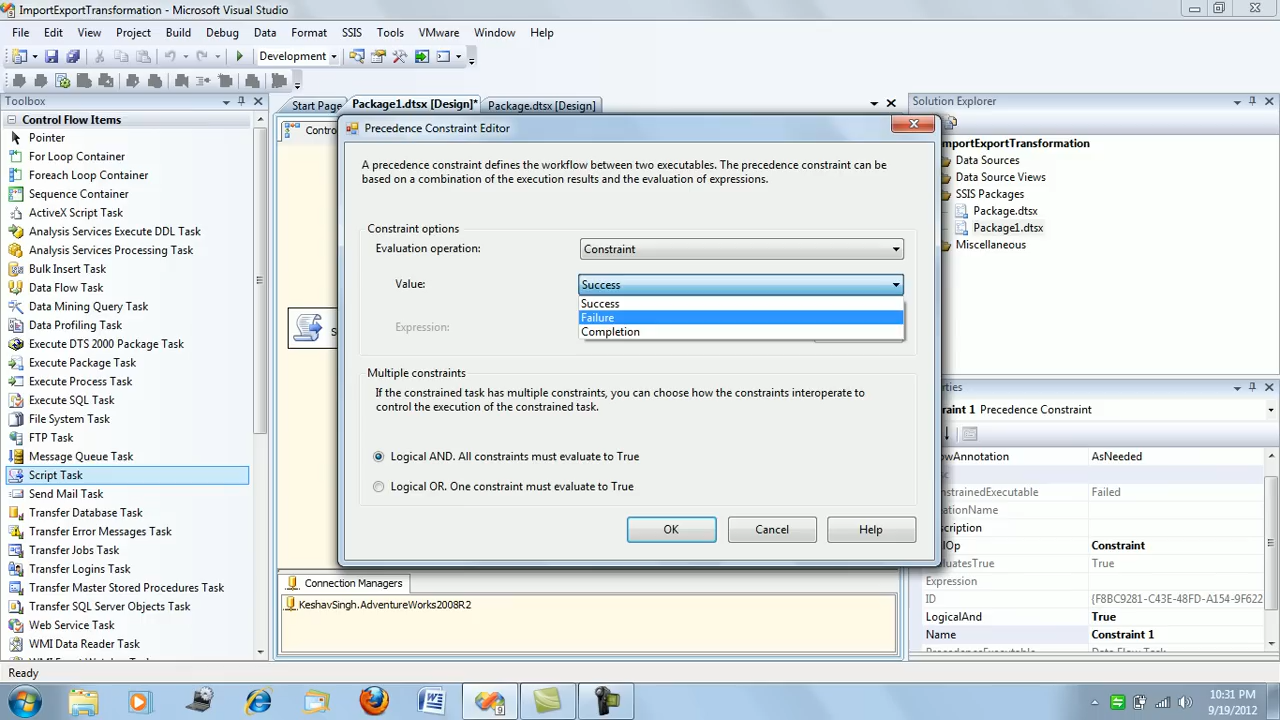 ImportExportTransformation - Microsoft Visual Studio
File Edit View Project Build Debug Data Format SSIS Tools VMware Window Help
Development
Toolbox
Control Flow Items
Pointer
For Loop Container
Foreach Loop Container
Sequence Container
ActiveX Script Task
Analysis Services Execute DDL Task
Analysis Services Processing Task
Bulk Insert Task
Data Flow Task
Data Mining Query Task
Data Profiling Task
Execute DTS 2000 Package Task
Execute Package Task
Execute Process Task
Execute SQL Task
File System Task
FTP Task
Message Queue Task
Script Task
Send Mail Task
Transfer Database Task
Transfer Error Messages Task
Transfer Jobs Task
Transfer Logins Task
Transfer Master Stored Procedures Task
Transfer SQL Server Objects Task
Web Service Task
WMI Data Reader Task
Start Page Package1.dtsx [Design]* Package.dtsx [Design]
Contro
S
Precedence Constraint Editor
A precedence constraint defines the workflow between two executables. The precedence constraint can be
based on a combination of the execution results and the evaluation of expressions.
Constraint options
Evaluation operation: Constraint
Value: Success
Success
Failure
Completion
Expression:
Multiple constraints
If the constrained task has multiple constraints, you can choose how the constraints interoperate to
control the execution of the constrained task.
Logical AND. All constraints must evaluate to True
Logical OR. One constraint must evaluate to True
OK Cancel Help
Connection Managers
KeshavSingh.AdventureWorks2008R2
Solution Explorer
mportExportTransformation
Data Sources
Data Source Views
SSIS Packages
Package.dtsx
Package1.dtsx
Miscellaneous
rties
raint 1 Precedence Constraint
owAnnotation AsNeeded
onstrainedExecutable Failed
eationName
escription
alOp Constraint
aluatesTrue True
Expression
ID {F8BC9281-C43E-48FD-A154-9F622
LogicalAnd True
Name Constraint 1
Ready
10:31 PM
9/19/2012